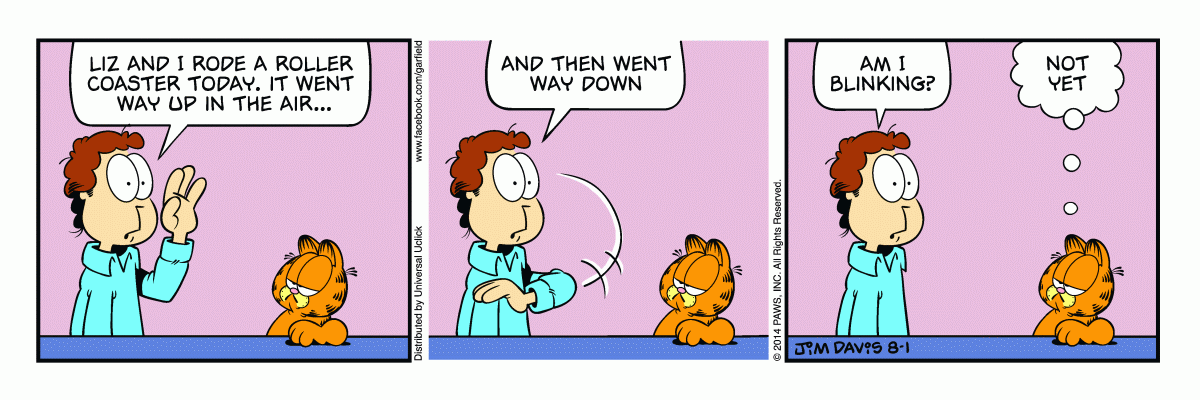 LIZ AND I RODE A ROLLER
COASTER TODAY. IT WENT
WAY UP IN THE AIR...
www.facebook.com/garfield
Distributed by Universal Uclick
AND THEN WENT
WAY DOWN
© 2014 PAWS, INC. All Rights Reserved.
AM I
BLINKING?
NOT
YET
JIM DAVIS 8-1